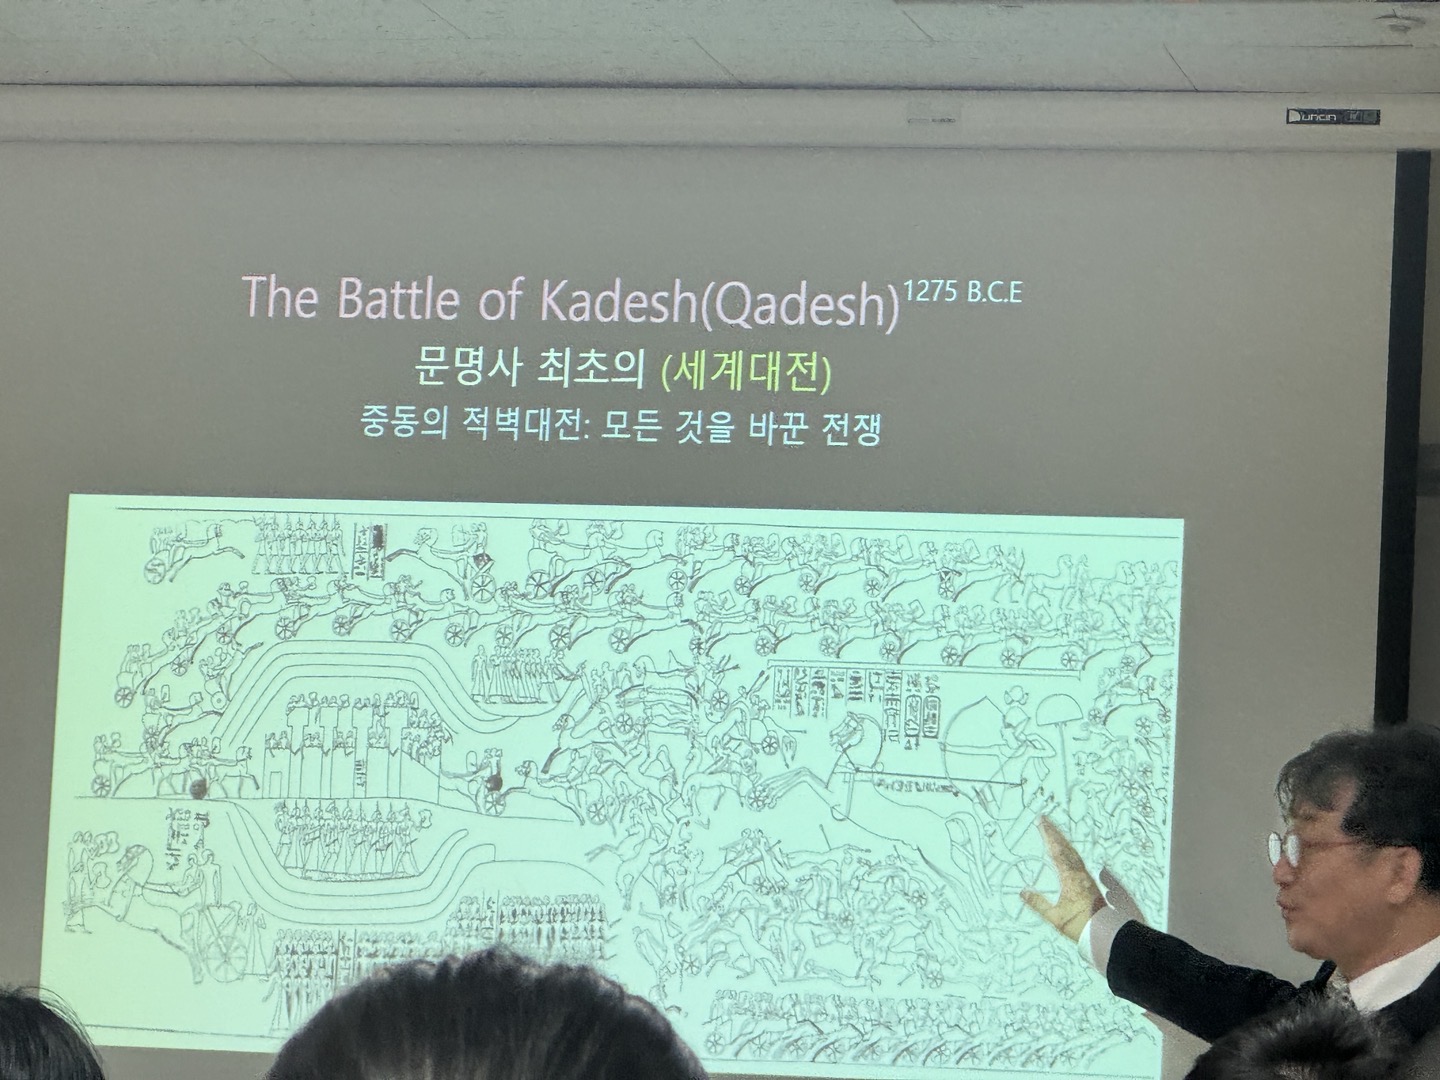 The Battle of Kadesh(Qadesh) 1275 B.C.E
문명사 최초의 (세계대전)
중동의 적벽대전: 모든 것을 바꾼 전쟁